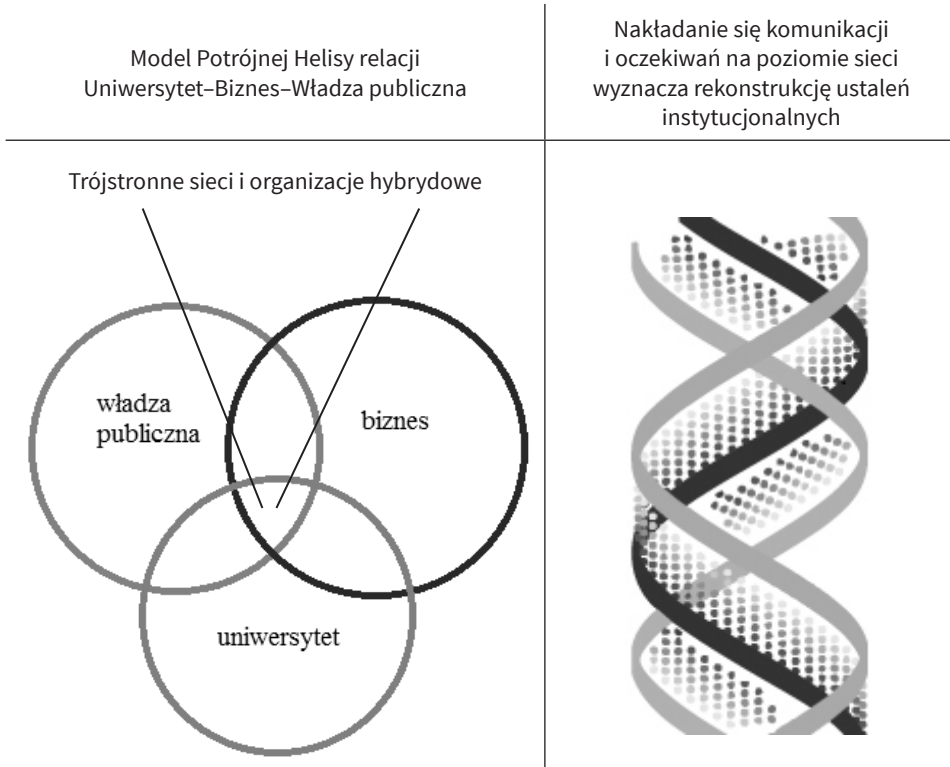 Model Potrójnej Helisy relacji
Uniwersytet–Biznes–Władza publiczna
Nakładanie się komunikacji
i oczekiwań na poziomie sieci
wyznacza rekonstrukcję ustaleń
instytucjonalnych
Trójstronne sieci i organizacje hybrydowe
władza
publiczna
biznes
uniwersytet